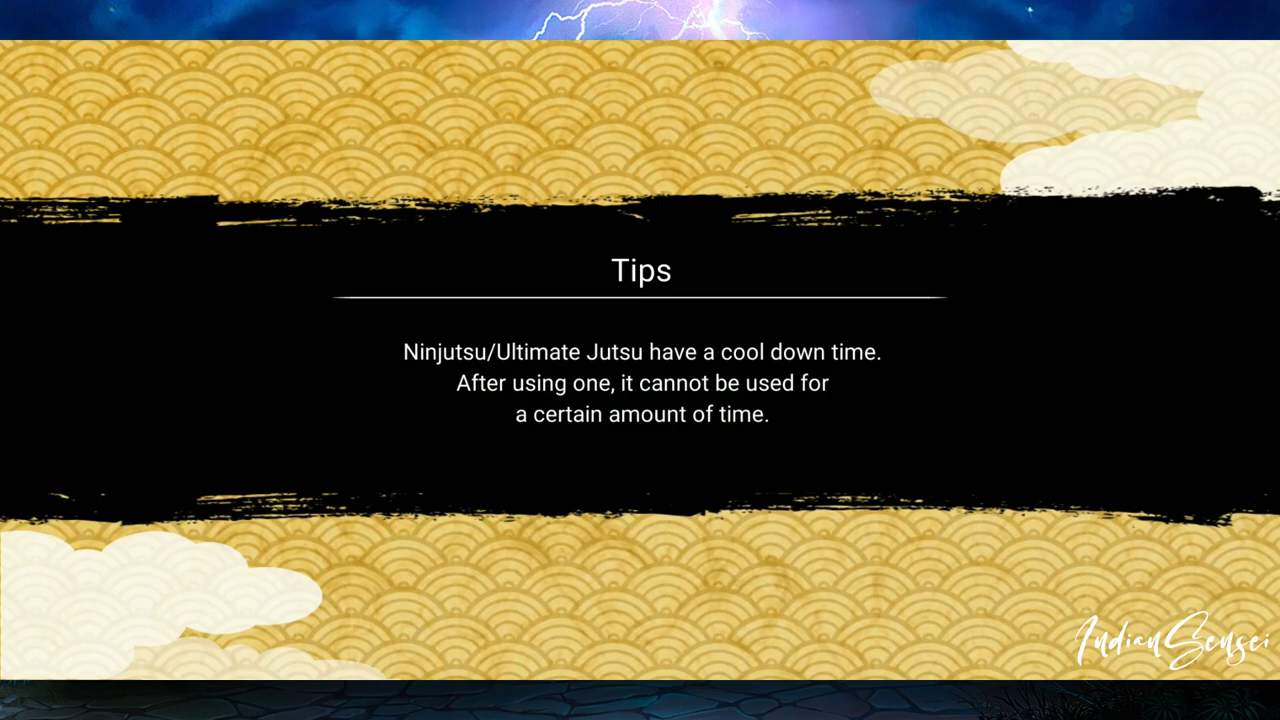 Tips
Ninjutsu/Ultimate Jutsu have a cool down time.
After using one, it cannot be used for
a certain amount of time.
IndianSensei